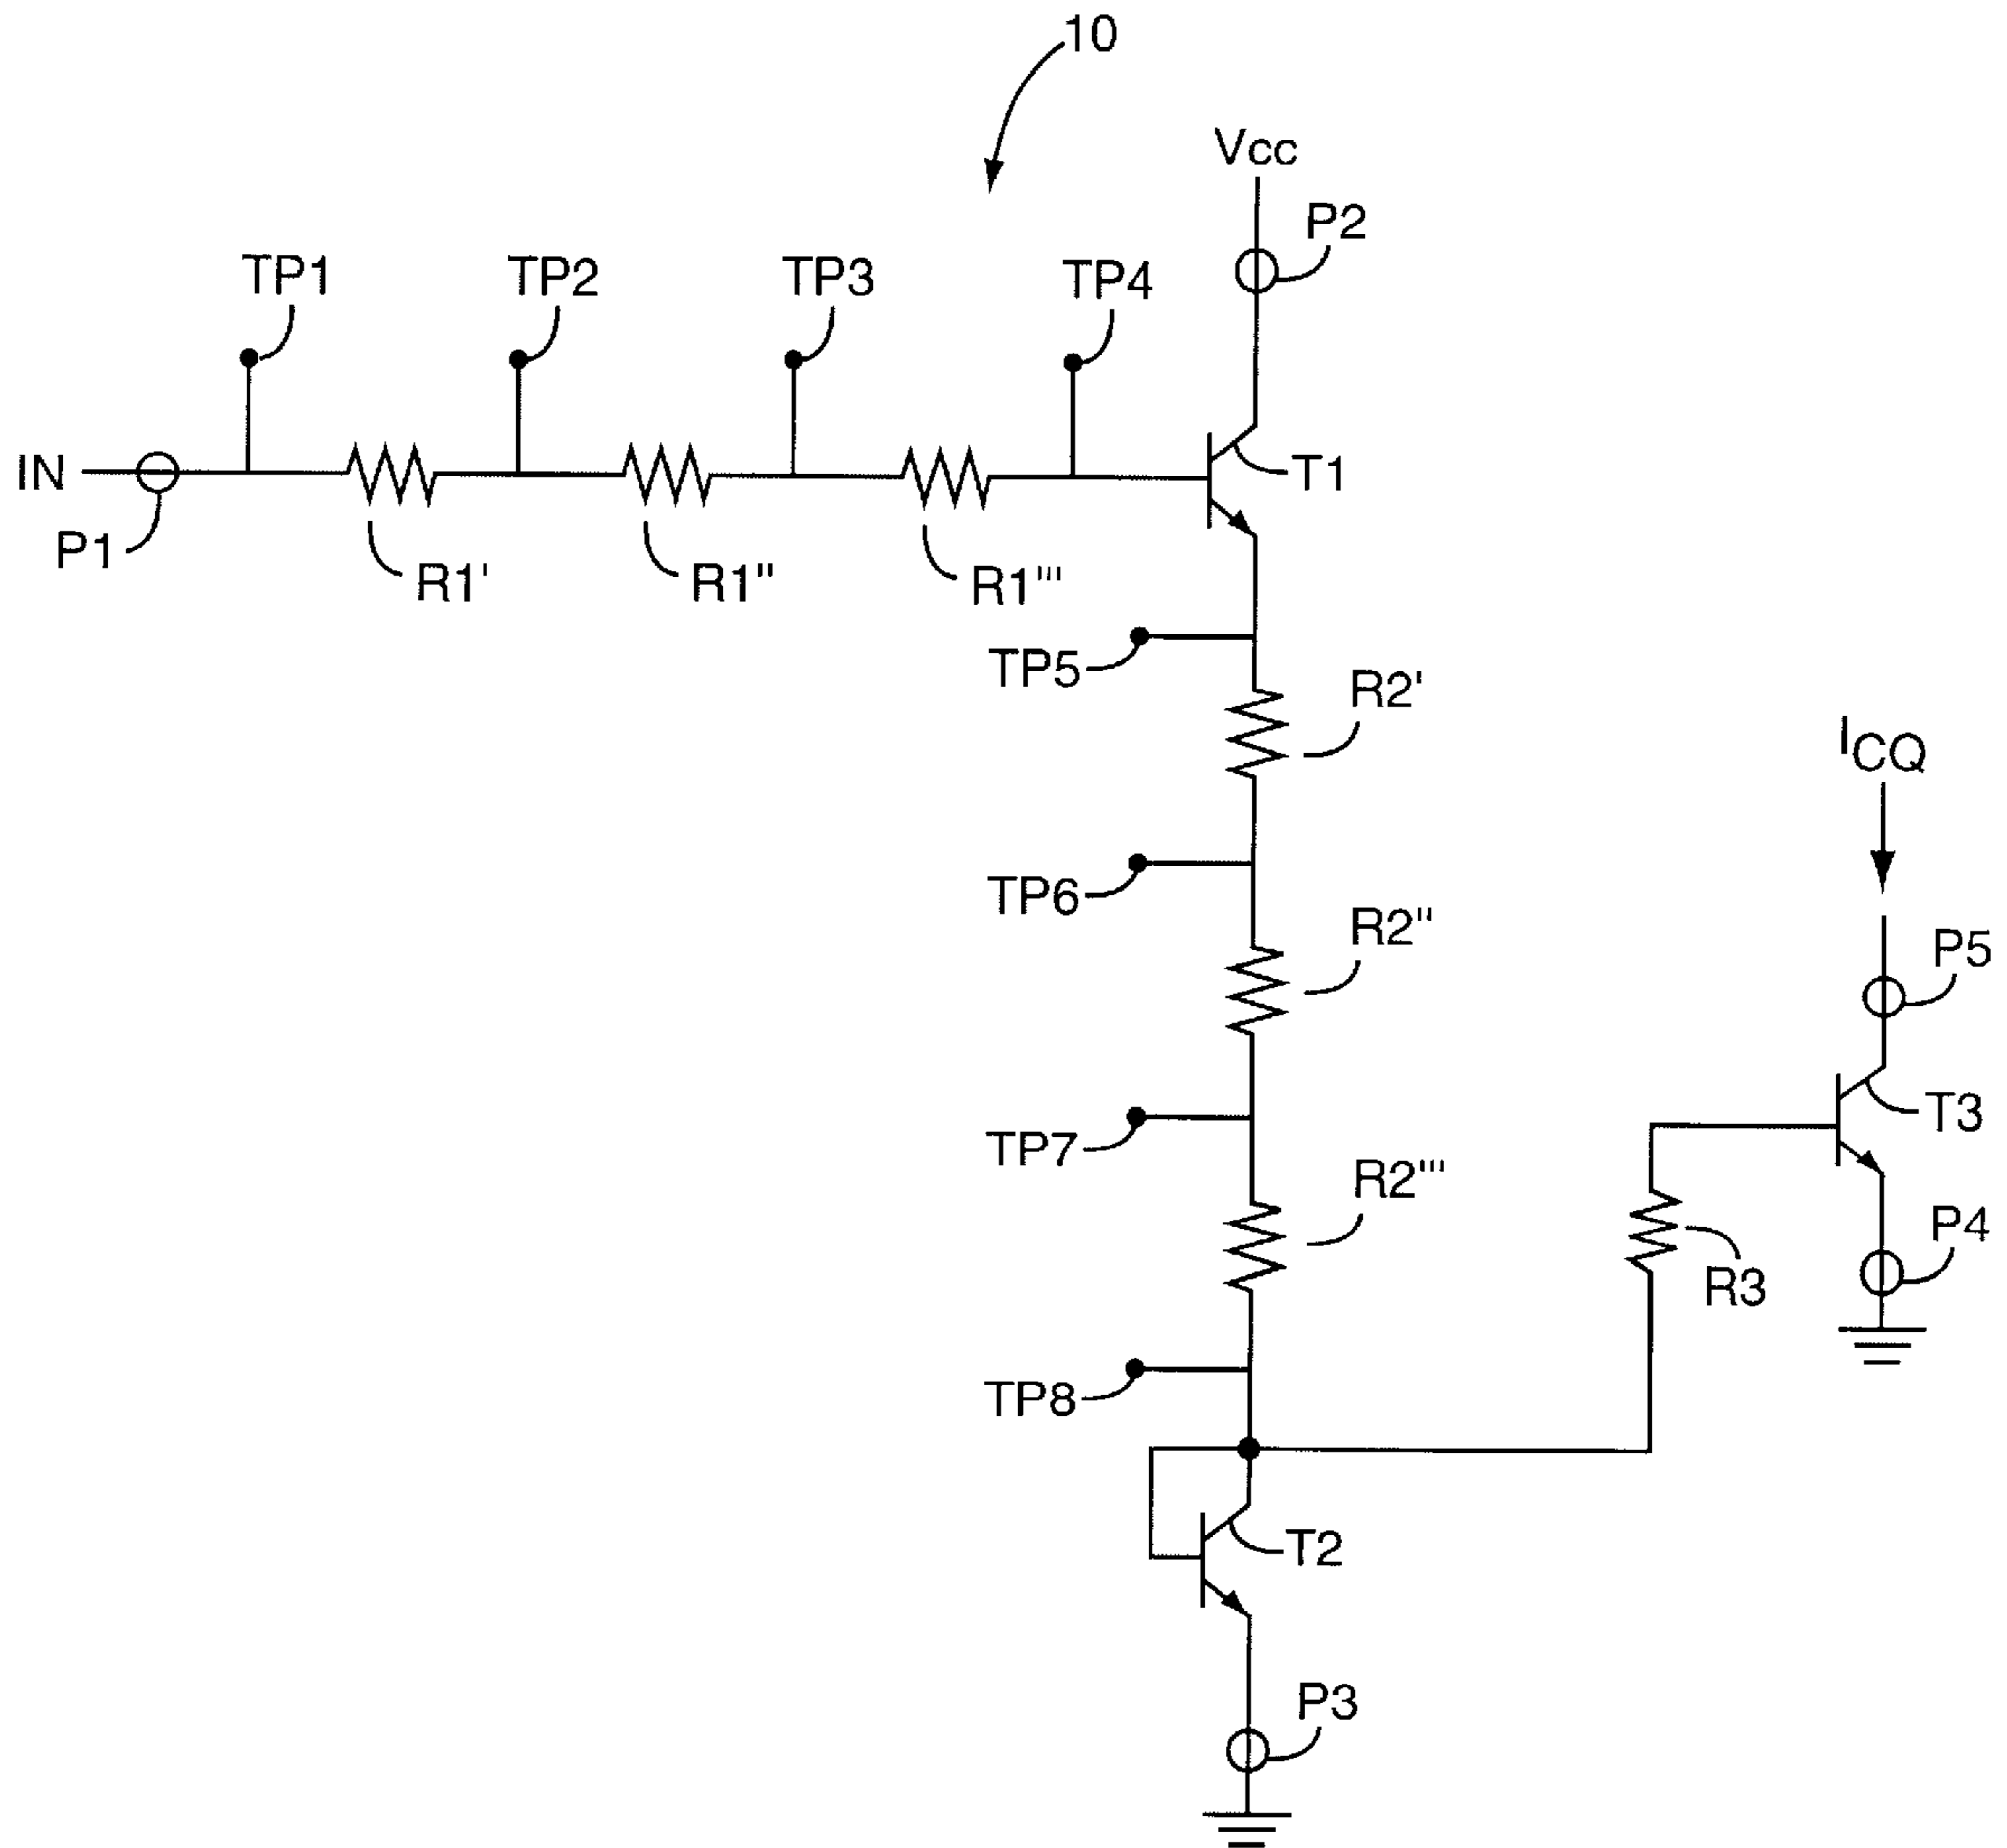 10
Vcc
P2
TP1
TP2
TP3
TP4
IN
T1
P1
R1'
R1"
R1'''
TP5
R2'
ICQ
TP6
R2"
P5
T3
TP7
R2'''
P4
R3
TP8
T2
P3